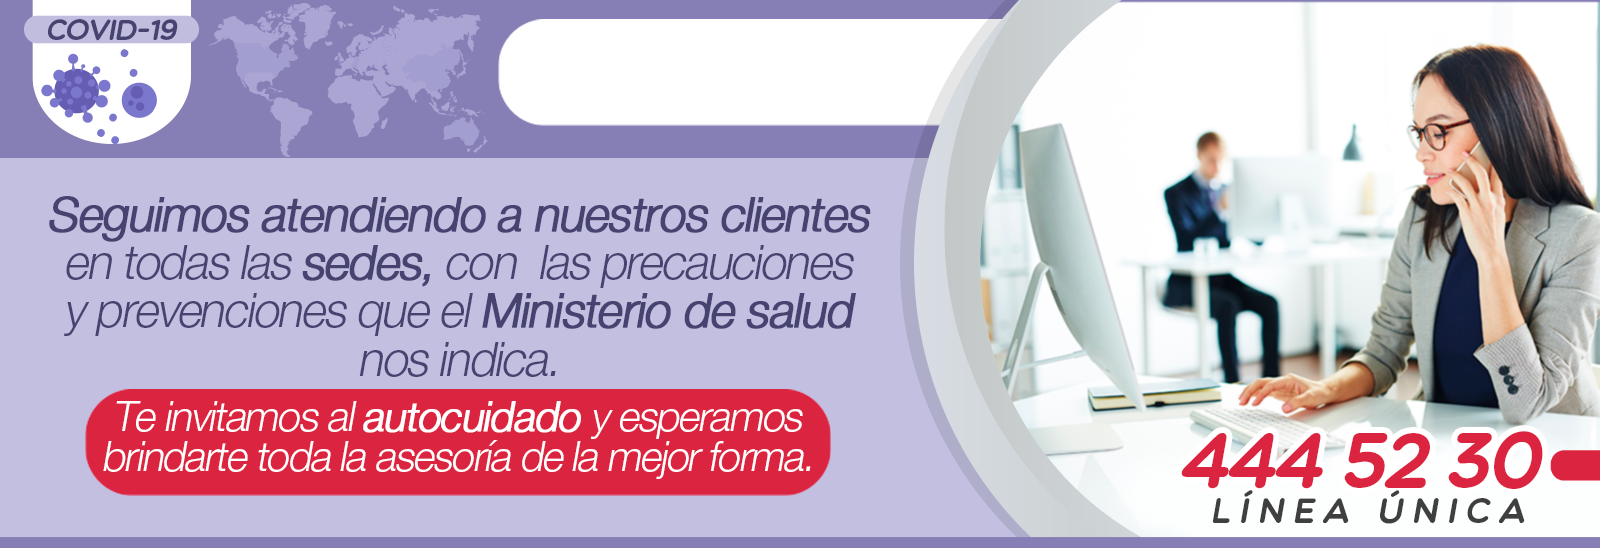 COVID-19
Seguimos atendiendo a nuestros clientes
en todas las sedes, con las precauciones
y prevenciones que el Ministerio de salud
nos indica.
Te invitamos al autocuidado y esperamos
brindarte toda la asesoría de la mejor forma.
444 52 30
LÍNEA ÚNICA